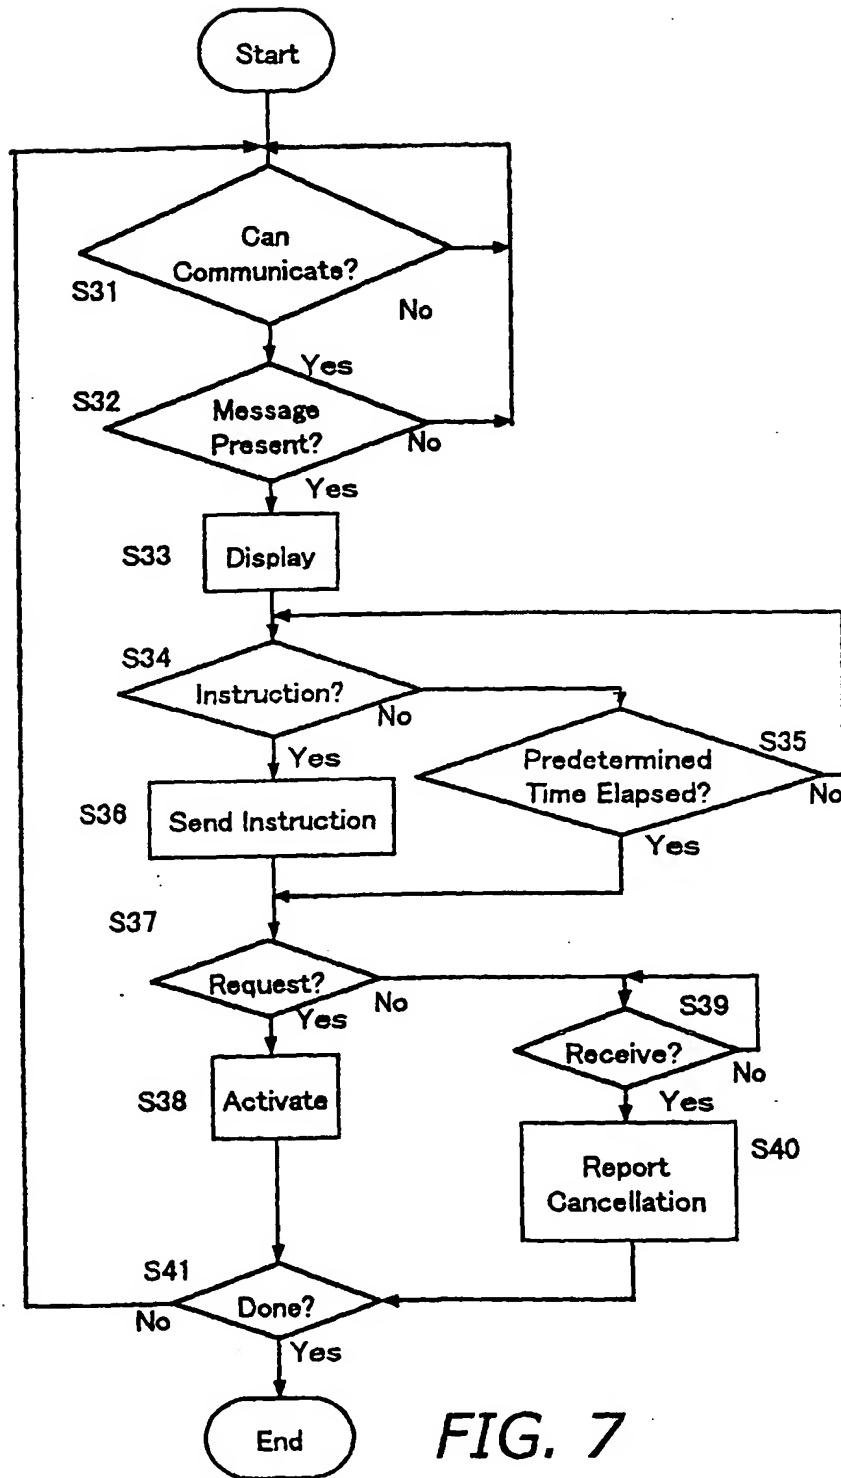 Start
Can
Communicate?
S31
No
Yes
S32
Message
Present?
No
Yes
S33
Display
S34
Instruction?
No
S35
Predetermined
Time Elapsed?
No
Yes
Yes
S36
Send Instruction
S37
Request?
No
Yes
S39
Receive?
No
Yes
S38
Activate
S40
Report
Cancellation
S41
Done?
No
Yes
End
FIG. 7